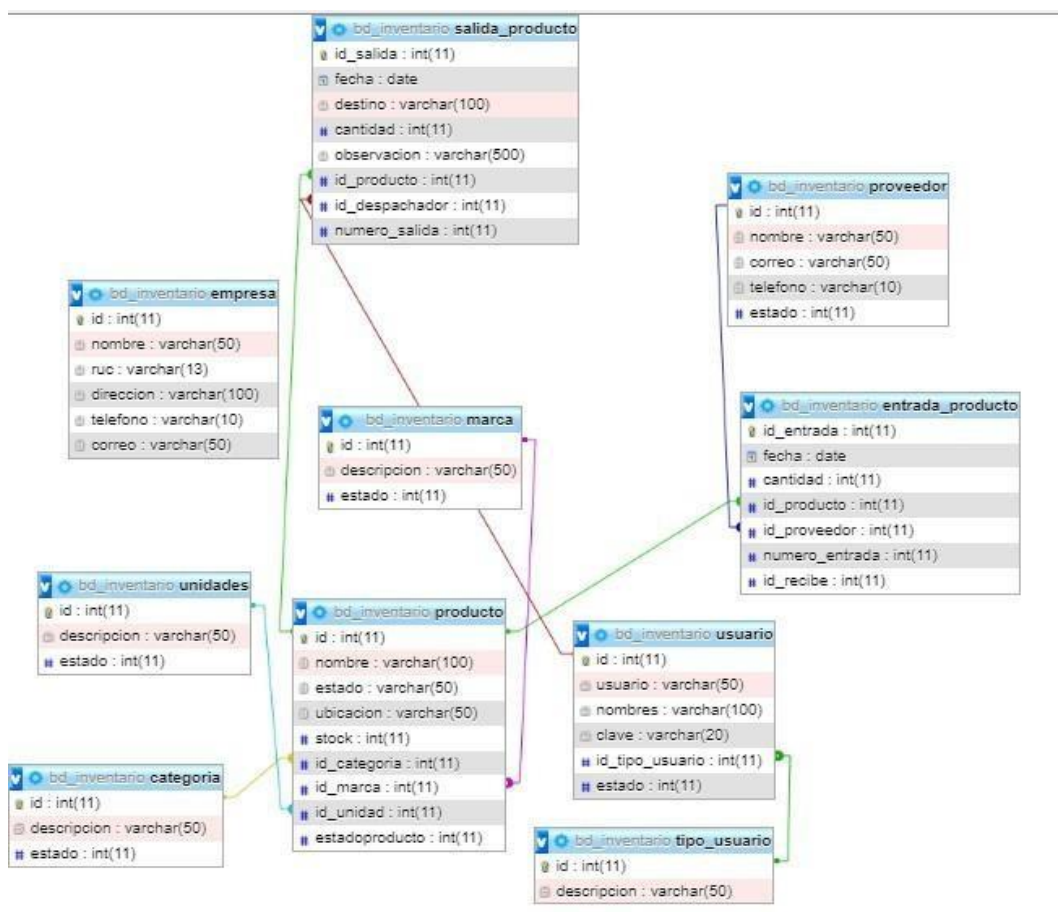 bd_inventario salida_producto
id_salida : int(11)
fecha : date
destino : varchar(100)
cantidad : int(11)
observacion : varchar(500)
id_producto : int(11)
id_despachador : int(11)
numero_salida : int(11)
bd_inventario proveedor
id : int(11)
nombre : varchar(50)
correo : varchar(50)
telefono : varchar(10)
estado : int(11)
bd_inventario empresa
id : int(11)
nombre : varchar(50)
ruc : varchar(13)
direccion : varchar(100)
telefono : varchar(10)
correo : varchar(50)
bd_inventario marca
id : int(11)
descripcion : varchar(50)
estado : int(11)
bd_inventario entrada_producto
id_entrada : int(11)
fecha : date
cantidad : int(11)
id_producto : int(11)
id_proveedor : int(11)
numero_entrada : int(11)
id_recibe : int(11)
bd_inventario unidades
id : int(11)
descripcion : varchar(50)
estado : int(11)
bd_inventario producto
id : int(11)
nombre : varchar(100)
estado : varchar(50)
ubicacion : varchar(50)
stock : int(11)
id_categoria : int(11)
id_marca : int(11)
id_unidad : int(11)
estadoproducto : int(11)
bd_inventario usuario
id : int(11)
usuario : varchar(50)
nombres : varchar(100)
clave : varchar(20)
id_tipo_usuario : int(11)
estado : int(11)
bd_inventario categoria
id : int(11)
descripcion : varchar(50)
estado : int(11)
bd_inventario tipo_usuario
id : int(11)
descripcion : varchar(50)